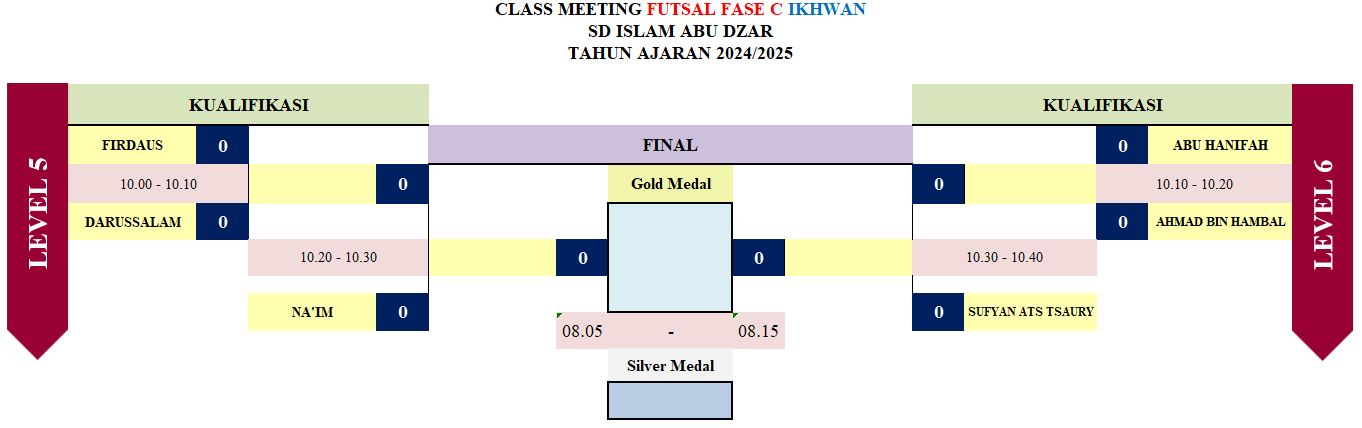 CLASS MEETING FUTSAL FASE C IKHWAN
SD ISLAM ABU DZAR
TAHUN AJARAN 2024/2025
LEVEL 5
KUALIFIKASI
KUALIFIKASI
LEVEL 6
FIRDAUS 0
FINAL
0 ABU HANIFAH
10.00 - 10.10
0
Gold Medal
0
10.10 - 10.20
DARUSSALAM 0
0 AHMAD BIN HAMBAL
10.20 - 10.30
0
0
10.30 - 10.40
NA'IM 0
0 SUFYAN ATS TSAURY
08.05 - 08.15
Silver Medal